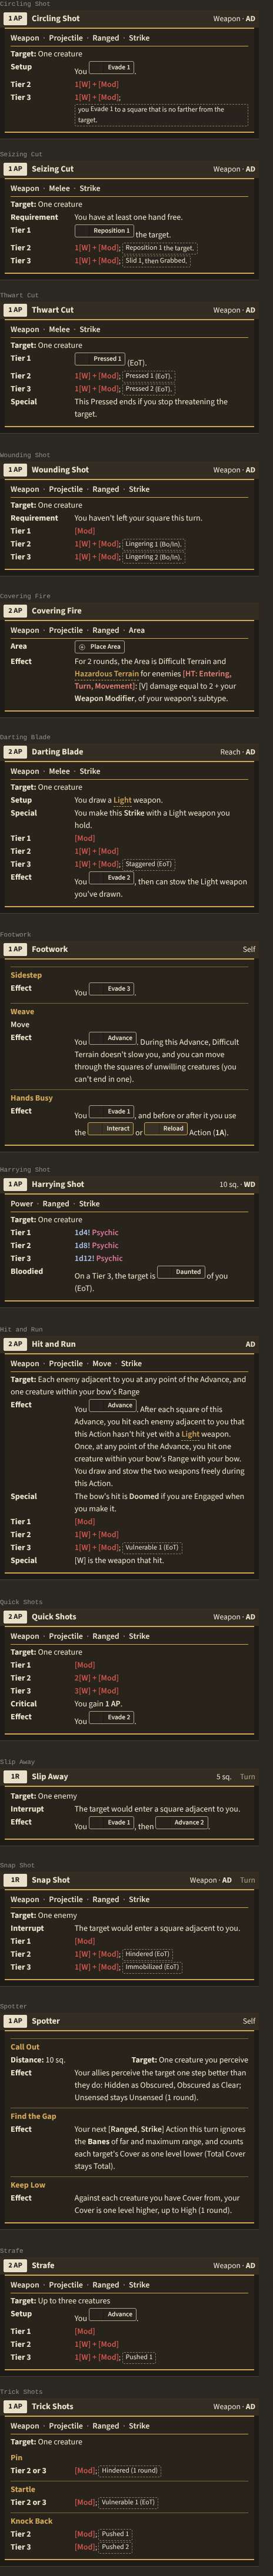 Circling Shot
1 AP Circling Shot Weapon · AD
Weapon · Projectile · Ranged · Strike
Target: One creature
Setup You Evade 1.
Tier 2 1[W] + [Mod]
Tier 3 1[W] + [Mod];
you Evade 1 to a square that is no farther from the
target.
Seizing Cut
1 AP Seizing Cut Weapon · AD
Weapon · Melee · Strike
Target: One creature
Requirement You have at least one hand free.
Tier 1 Reposition 1 the target.
Tier 2 1[W] + [Mod]; Reposition 1 the target.
Tier 3 1[W] + [Mod]; Slid 1, then Grabbed.
Thwart Cut
1 AP Thwart Cut Weapon · AD
Weapon · Melee · Strike
Target: One creature
Tier 1 Pressed 1 (EoT).
Tier 2 1[W] + [Mod]; Pressed 1 (EoT).
Tier 3 1[W] + [Mod]; Pressed 2 (EoT).
Special This Pressed ends if you stop threatening the
target.
Wounding Shot
1 AP Wounding Shot Weapon · AD
Weapon · Projectile · Ranged · Strike
Target: One creature
Requirement You haven't left your square this turn.
Tier 1 [Mod]
Tier 2 1[W] + [Mod]; Lingering 1 (Bo/In).
Tier 3 1[W] + [Mod]; Lingering 2 (Bo/In).
Covering Fire
2 AP Covering Fire Weapon · AD
Weapon · Projectile · Ranged · Area
Area Place Area
Effect For 2 rounds, the Area is Difficult Terrain and
Hazardous Terrain for enemies [HT: Entering,
Turn, Movement]: [V] damage equal to 2 + your
Weapon Modifier, of your weapon's subtype.
Darting Blade
2 AP Darting Blade Reach · AD
Weapon · Melee · Strike
Target: One creature
Setup You draw a Light weapon.
Special You make this Strike with a Light weapon you
hold.
Tier 1 [Mod]
Tier 2 1[W] + [Mod]
Tier 3 1[W] + [Mod]; Staggered (EoT)
Effect You Evade 2, then can stow the Light weapon
you've drawn.
Footwork
1 AP Footwork Self
Sidestep
Effect You Evade 3.
Weave
Move
Effect You Advance. During this Advance, Difficult
Terrain doesn't slow you, and you can move
through the squares of unwilling creatures (you
can't end in one).
Hands Busy
Effect You Evade 1, and before or after it you use
the Interact or Reload Action (1A).
Harrying Shot
1 AP Harrying Shot 10 sq. · WD
Power · Ranged · Strike
Target: One creature
Tier 1 1d4! Psychic
Tier 2 1d8! Psychic
Tier 3 1d12! Psychic
Bloodied On a Tier 3, the target is Daunted of you
(EoT).
Hit and Run
2 AP Hit and Run AD
Weapon · Projectile · Move · Strike
Target: Each enemy adjacent to you at any point of the Advance, and
one creature within your bow's Range
Effect You Advance. After each square of this
Advance, you hit each enemy adjacent to you that
this Action hasn't hit yet with a Light weapon.
Once, at any point of the Advance, you hit one
creature within your bow's Range with your bow.
You draw and stow the two weapons freely during
this Action.
Special The bow's hit is Doomed if you are Engaged when
you make it.
Tier 1 [Mod]
Tier 2 1[W] + [Mod]
Tier 3 1[W] + [Mod]; Vulnerable 1 (EoT)
Special [W] is the weapon that hit.
Quick Shots
2 AP Quick Shots Weapon · AD
Weapon · Projectile · Ranged · Strike
Target: One creature
Tier 1 [Mod]
Tier 2 2[W] + [Mod]
Tier 3 3[W] + [Mod]
Critical You gain 1 AP.
Effect You Evade 2.
Slip Away
1R Slip Away 5 sq. Turn
Target: One enemy
Interrupt The target would enter a square adjacent to you.
Effect You Evade 1, then Advance 2.
Snap Shot
1R Snap Shot Weapon · AD Turn
Weapon · Projectile · Ranged · Strike
Target: One enemy
Interrupt The target would enter a square adjacent to you.
Tier 1 [Mod]
Tier 2 1[W] + [Mod]; Hindered (EoT)
Tier 3 1[W] + [Mod]; Immobilized (EoT)
Spotter
1 AP Spotter Self
Call Out
Distance: 10 sq. Target: One creature you perceive
Effect Your allies perceive the target one step better than
they do: Hidden as Obscured, Obscured as Clear;
Unsensed stays Unsensed (1 round).
Find the Gap
Effect Your next [Ranged, Strike] Action this turn ignores
the Banes of far and maximum range, and counts
each target's Cover as one level lower (Total Cover
stays Total).
Keep Low
Effect Against each creature you have Cover from, your
Cover is one level higher, up to High (1 round).
Strafe
2 AP Strafe Weapon · AD
Weapon · Projectile · Ranged · Strike
Target: Up to three creatures
Setup You Advance.
Tier 1 [Mod]
Tier 2 1[W] + [Mod]
Tier 3 1[W] + [Mod]; Pushed 1
Trick Shots
1 AP Trick Shots Weapon · AD
Weapon · Projectile · Ranged · Strike
Target: One creature
Pin
Tier 2 or 3 [Mod]; Hindered (1 round)
Startle
Tier 2 or 3 [Mod]; Vulnerable 1 (EoT)
Knock Back
Tier 2 [Mod]; Pushed 1
Tier 3 [Mod]; Pushed 2